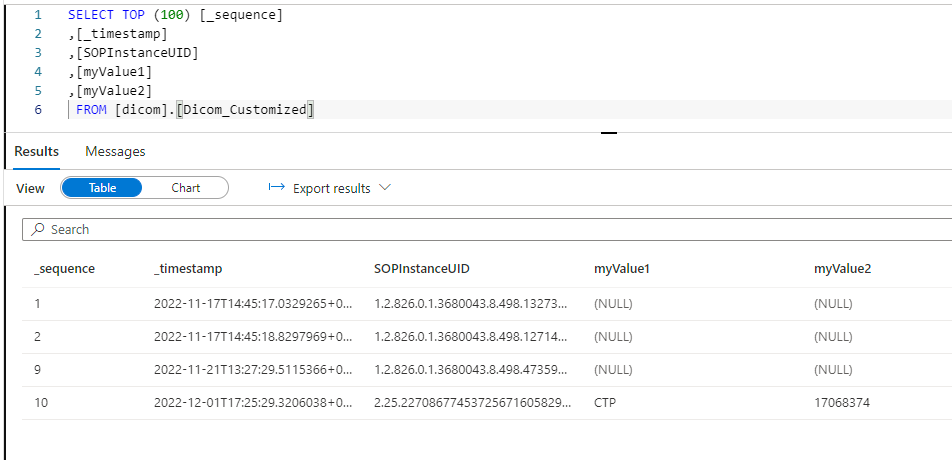 1 SELECT TOP (100) [_sequence]
2 ,[_timestamp]
3 ,[SOPInstanceUID]
4 ,[myValue1]
5 ,[myValue2]
6 FROM [dicom].[Dicom_Customized]
Results Messages
View Table Chart Export results
Search
_sequence _timestamp SOPInstanceUID myValue1 myValue2
1 2022-11-17T14:45:17.0329265+0... 1.2.826.0.1.3680043.8.498.13273... (NULL) (NULL)
2 2022-11-17T14:45:18.8297969+0... 1.2.826.0.1.3680043.8.498.12714... (NULL) (NULL)
9 2022-11-21T13:27:29.5115366+0... 1.2.826.0.1.3680043.8.498.47359... (NULL) (NULL)
10 2022-12-01T17:25:29.3206038+0... 2.25.22708677453725671605829... CTP 17068374